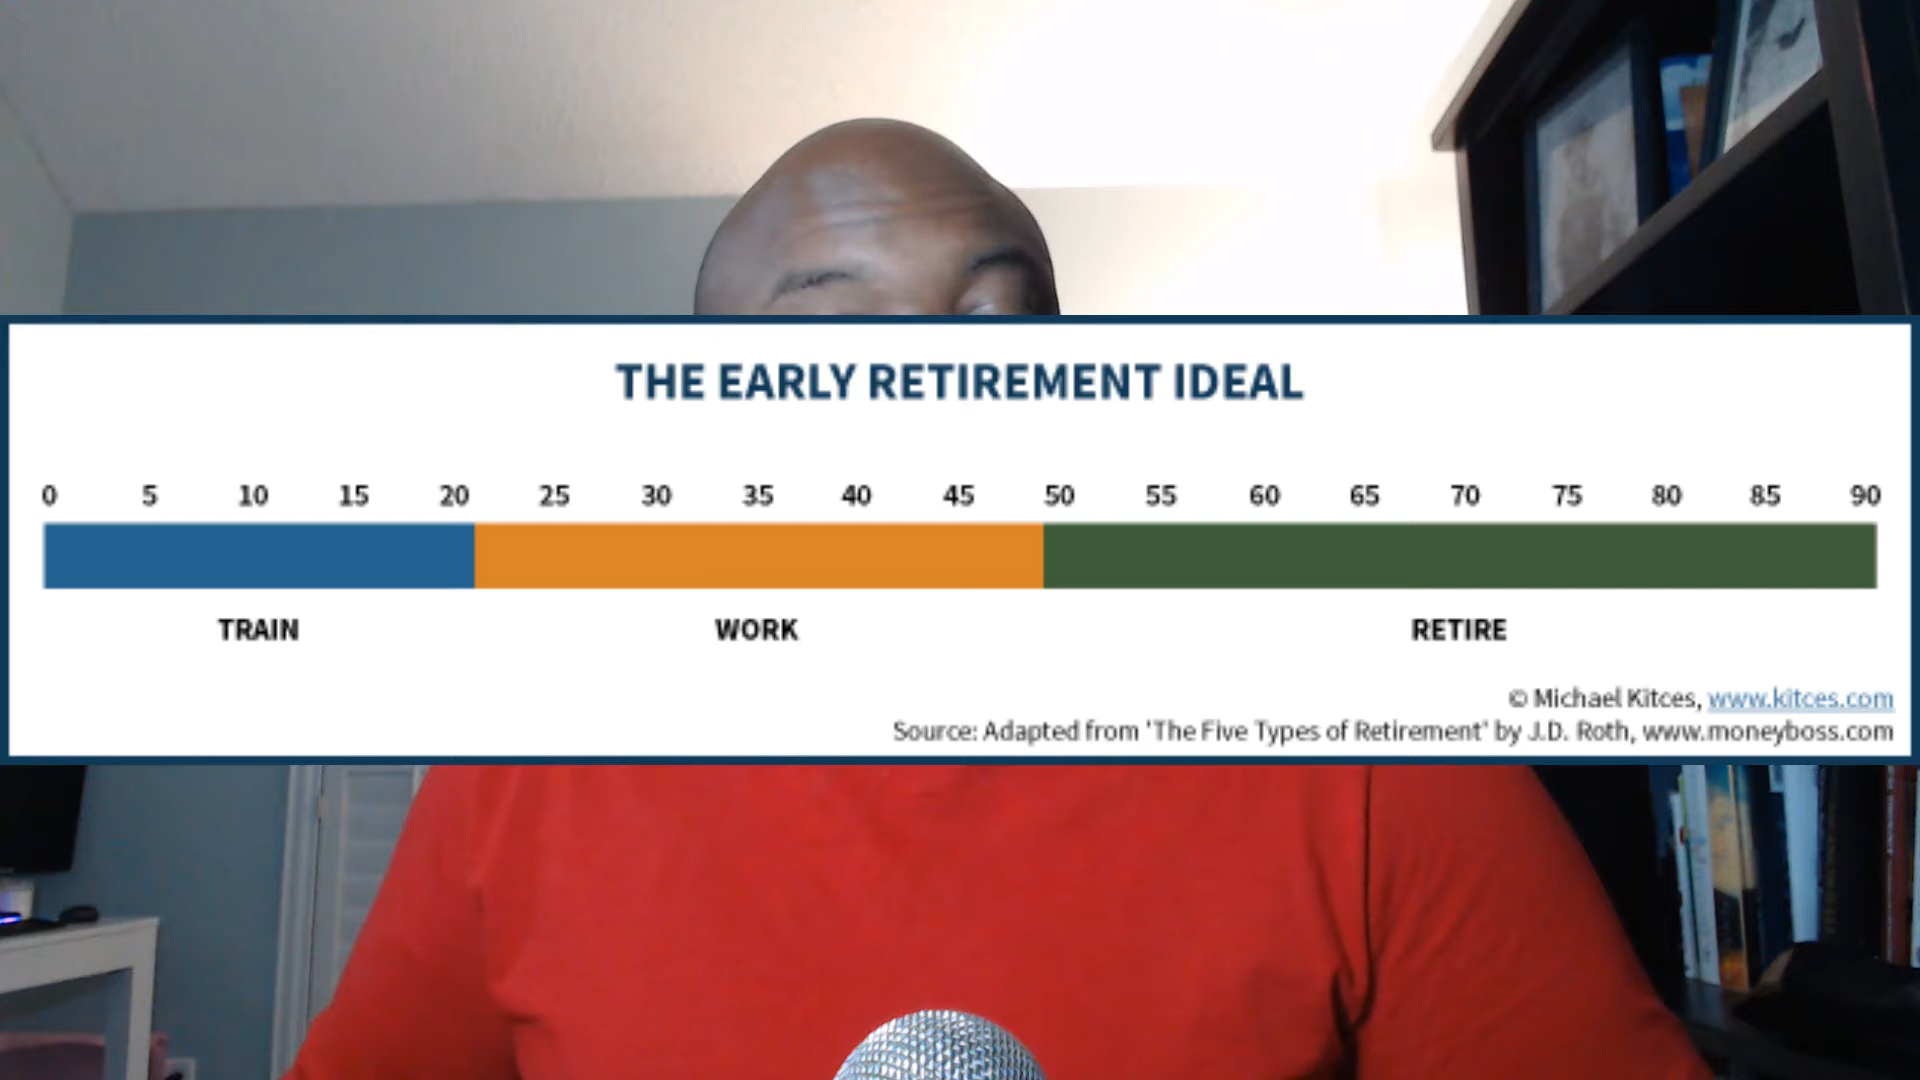 THE EARLY RETIREMENT IDEAL
0 5 10 15 20 25 30 35 40 45 50 55 60 65 70 75 80 85 90
TRAIN WORK RETIRE
© Michael Kitces, www.kitces.com
Source: Adapted from 'The Five Types of Retirement' by J.D. Roth, www.moneyboss.com